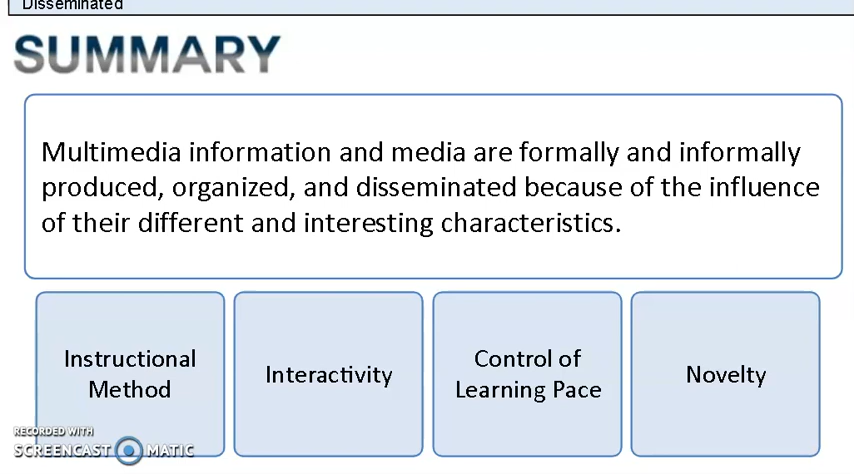 Disseminated
SUMMARY
Multimedia information and media are formally and informally
produced, organized, and disseminated because of the influence
of their different and interesting characteristics.
Instructional
Method
Interactivity
Control of
Learning Pace
Novelty
RECORDED WITH
SCREENCAST MATIC